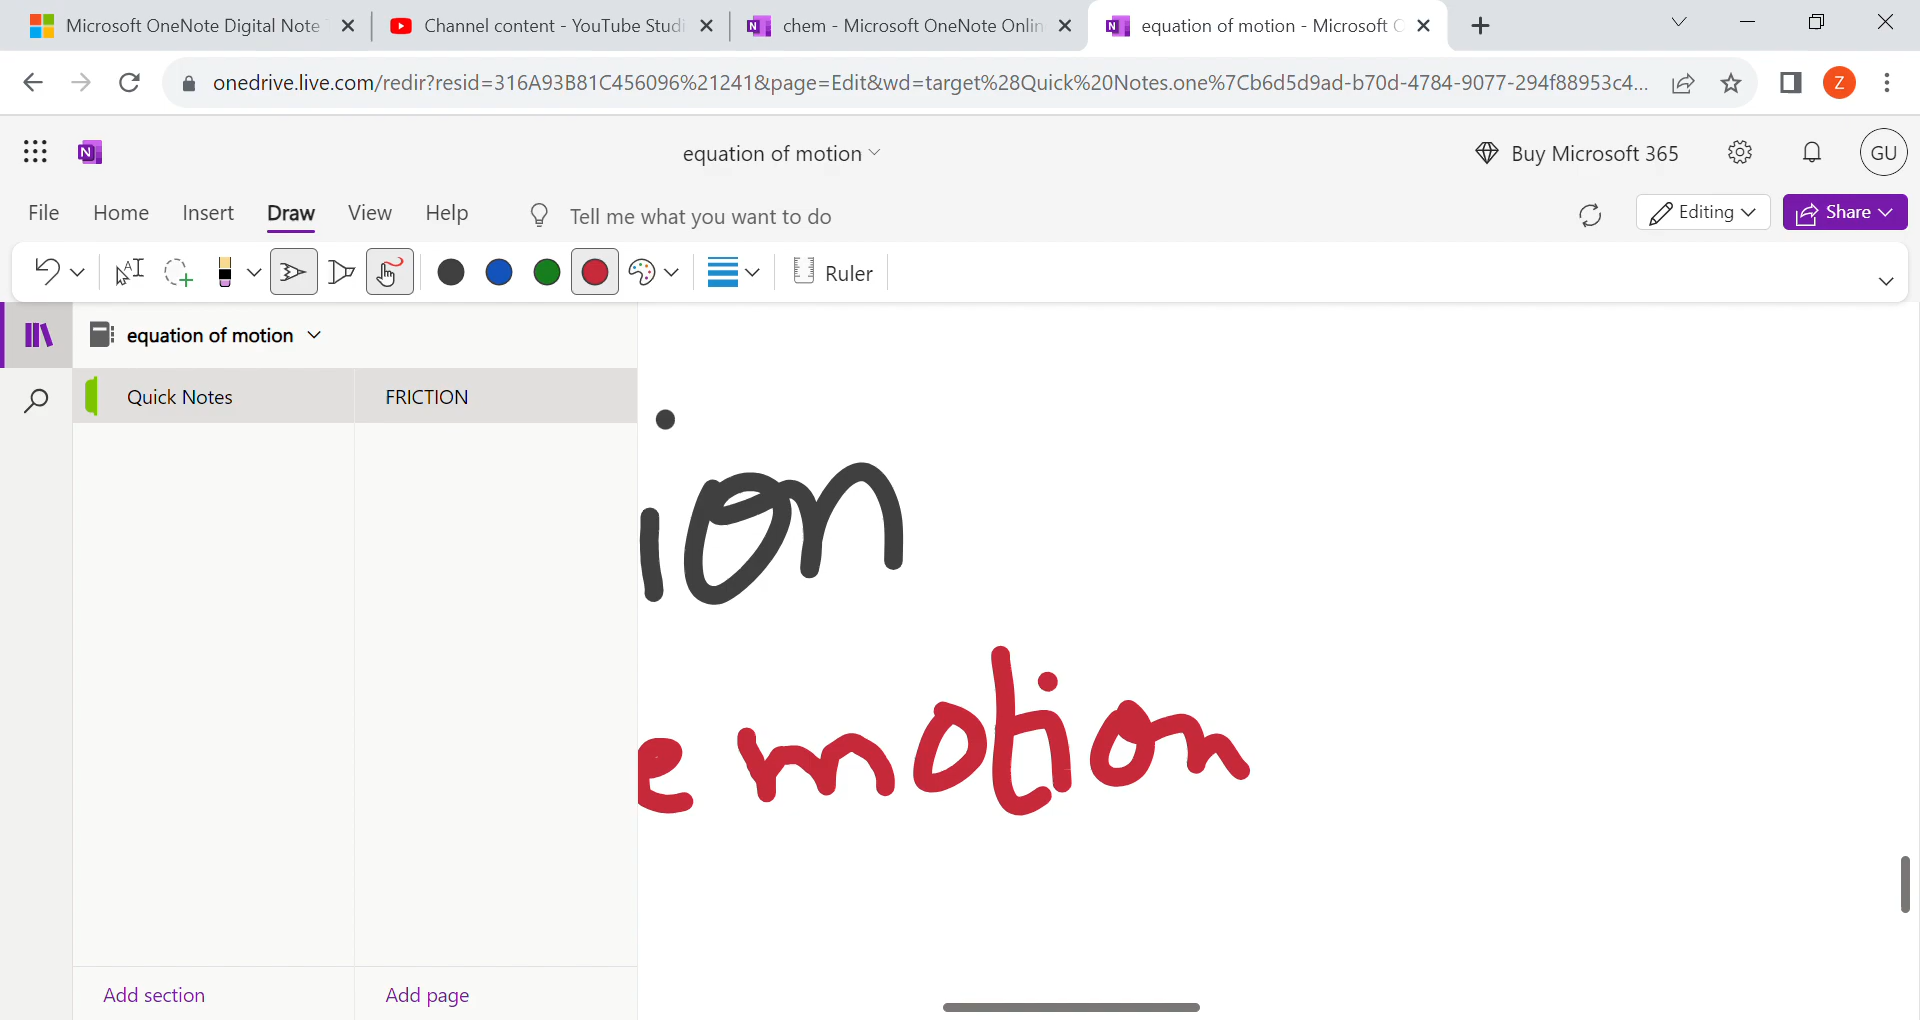 Microsoft OneNote Digital Note
Channel content - YouTube Studi
chem - Microsoft OneNote Onlin
equation of motion - Microsoft O
onedrive.live.com/redir?resid=316A93B81C456096%21241&page=Edit&wd=target%28Quick%20Notes.one%7Cb6d5d9ad-b70d-4784-9077-294f88953c4...
Z
N
equation of motion
Buy Microsoft 365
GU
File Home Insert Draw View Help Tell me what you want to do
Editing
Share
Ruler
equation of motion
Quick Notes
FRICTION
ion
e motion
Add section
Add page